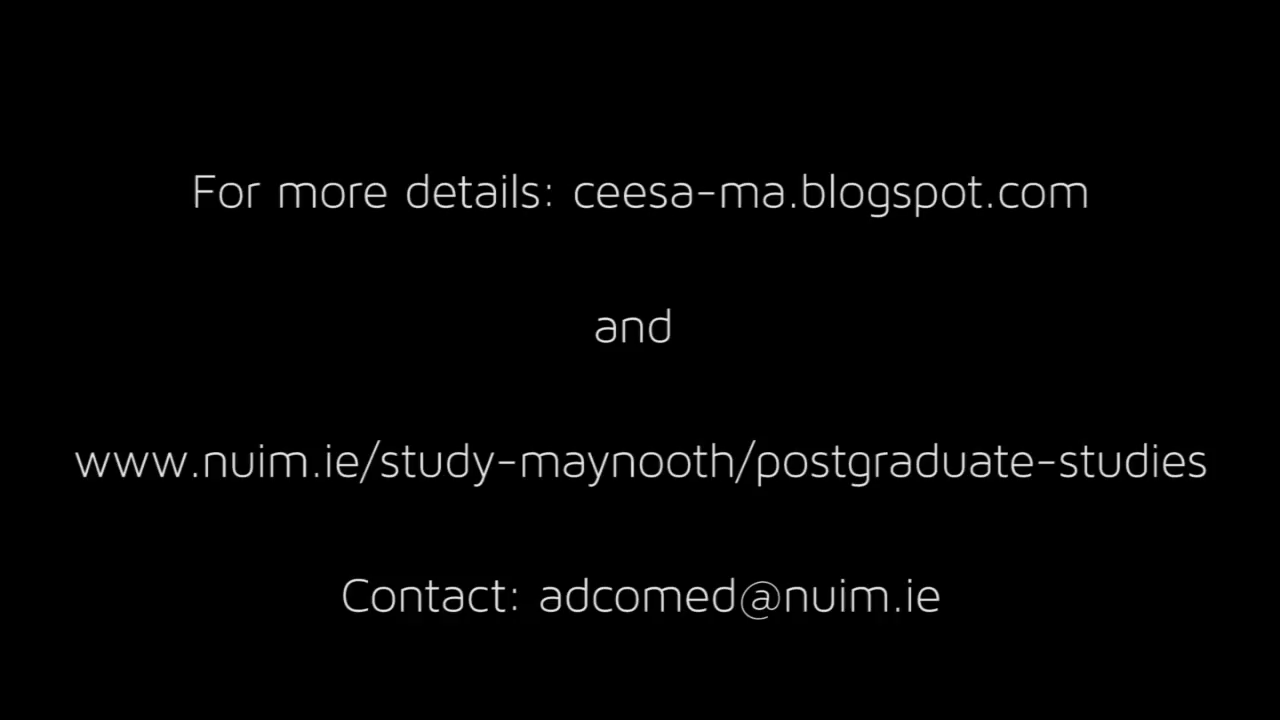 For more details: ceesa-ma.blogspot.com
and
www.nuim.ie/study-maynooth/postgraduate-studies
Contact: adcomed@nuim.ie